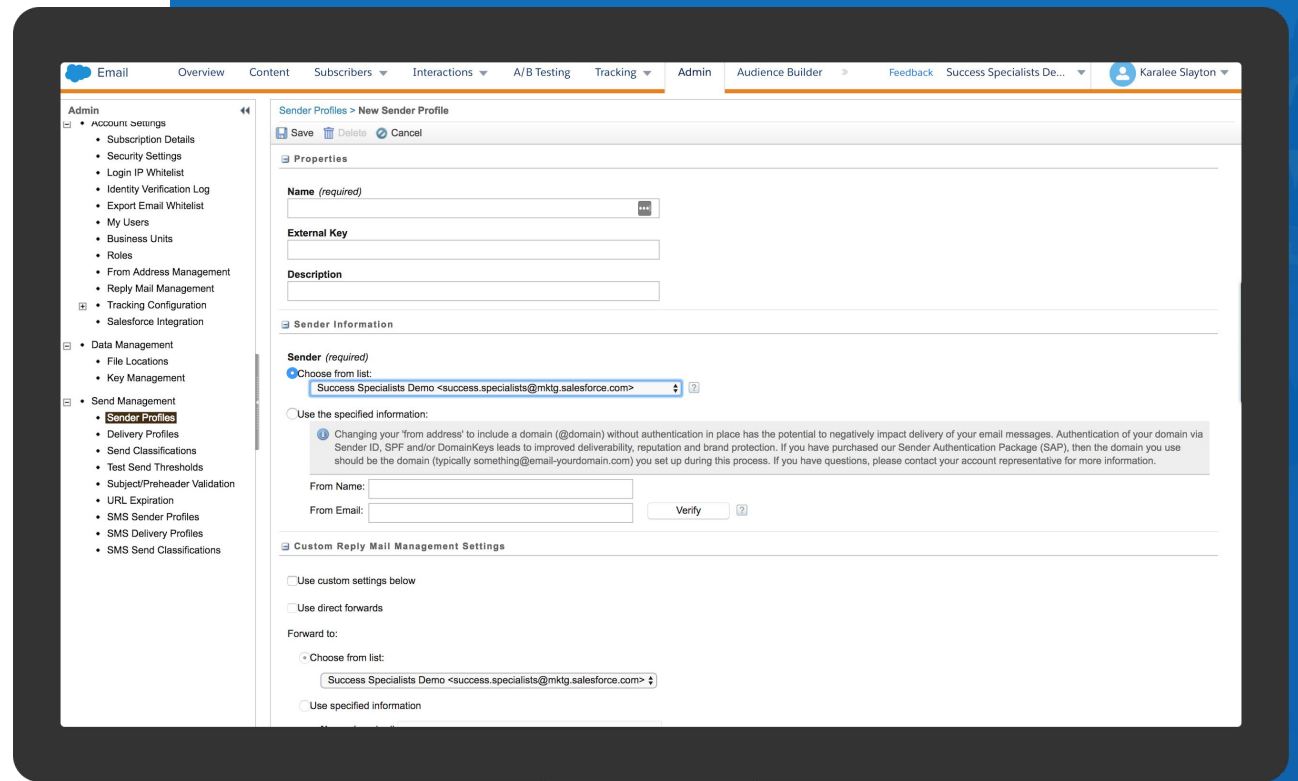 Email Overview Content Subscribers Interactions A/B Testing Tracking Admin Audience Builder » Feedback Success Specialists De... Karalee Slayton
Admin
Account Settings
Subscription Details
Security Settings
Login IP Whitelist
Identity Verification Log
Export Email Whitelist
My Users
Business Units
Roles
From Address Management
Reply Mail Management
Tracking Configuration
Salesforce Integration
Data Management
File Locations
Key Management
Send Management
Sender Profiles
Delivery Profiles
Send Classifications
Test Send Thresholds
Subject/Preheader Validation
URL Expiration
SMS Sender Profiles
SMS Delivery Profiles
SMS Send Classifications
Sender Profiles > New Sender Profile
Save Delete Cancel
Properties
Name (required)
External Key
Description
Sender Information
Sender (required)
Choose from list:
Success Specialists Demo <success.specialists@mktg.salesforce.com> ?
Use the specified information:
Changing your 'from address' to include a domain (@domain) without authentication in place has the potential to negatively impact delivery of your email messages. Authentication of your domain via
Sender ID, SPF and/or DomainKeys leads to improved deliverability, reputation and brand protection. If you have purchased our Sender Authentication Package (SAP), then the domain you use
should be the domain (typically something@email-yourdomain.com) you set up during this process. If you have questions, please contact your account representative for more information.
From Name:
From Email: Verify ?
Custom Reply Mail Management Settings
Use custom settings below
Use direct forwards
Forward to:
Choose from list:
Success Specialists Demo <success.specialists@mktg.salesforce.com>
Use specified information